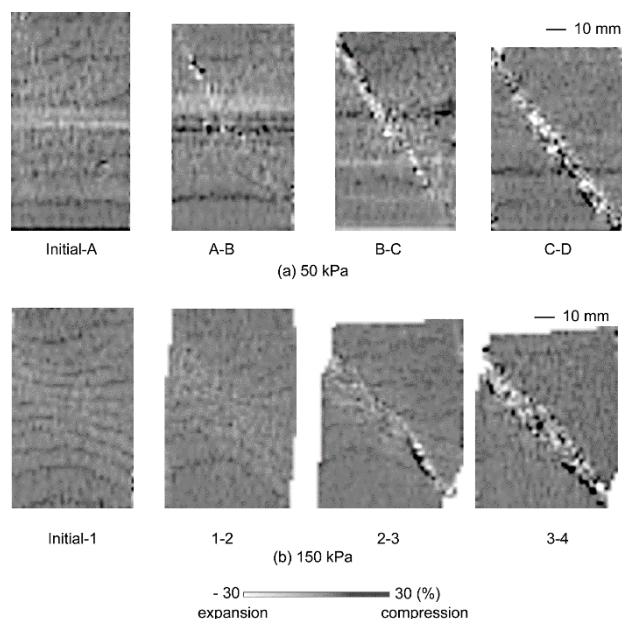 10 mm
Initial-A A-B B-C C-D
(a) 50 kPa
10 mm
Initial-1 1-2 2-3 3-4
(b) 150 kPa
- 30 30 (%)
expansion compression